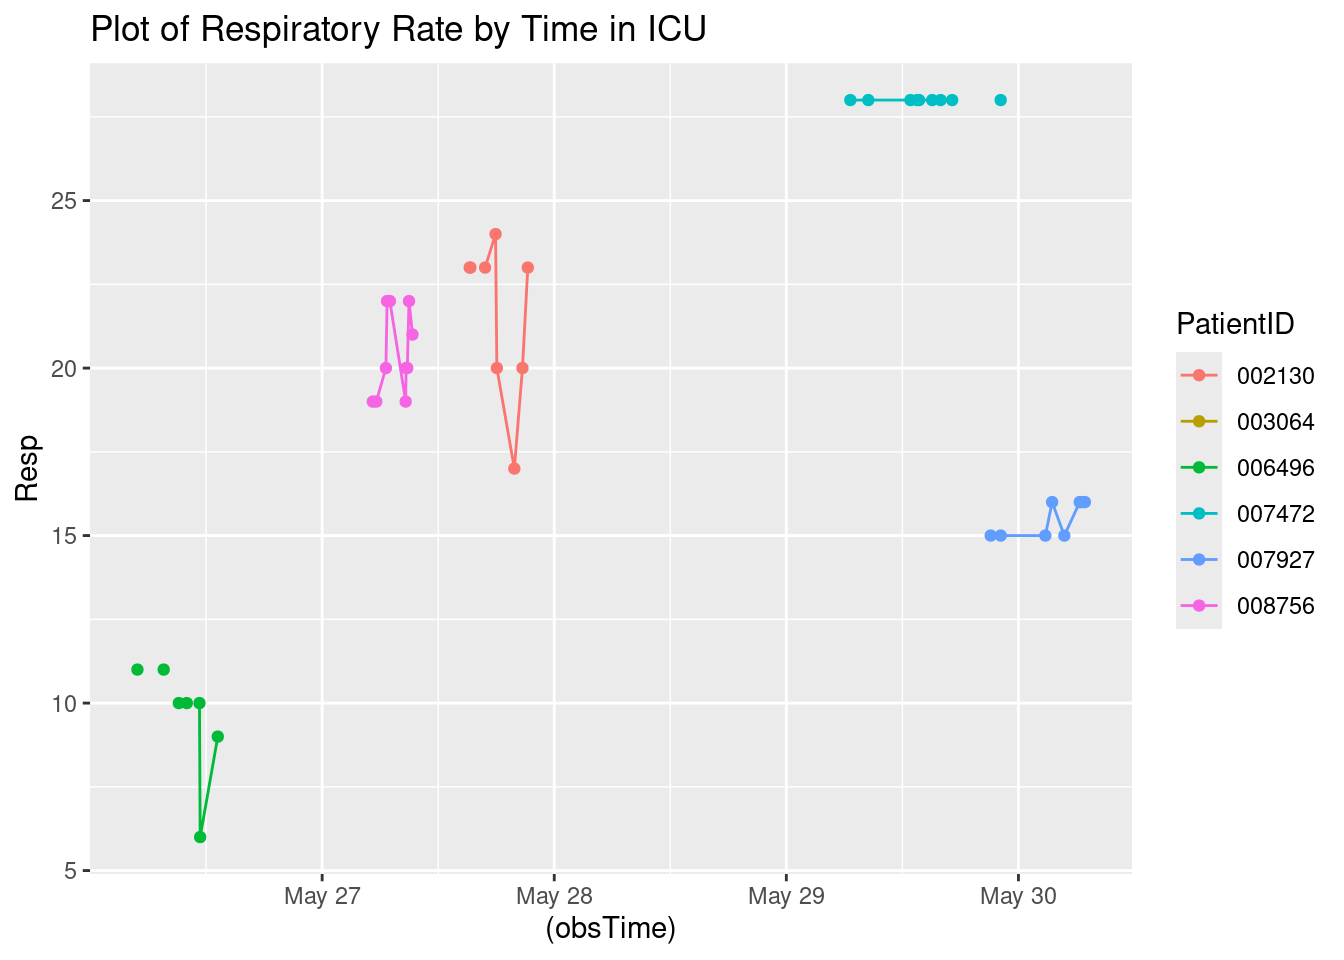 Plot of Respiratory Rate by Time in ICU
25
20
15
10
5
Resp
May 27
May 28
May 29
May 30
(obsTime)
PatientID
002130
003064
006496
007472
007927
008756